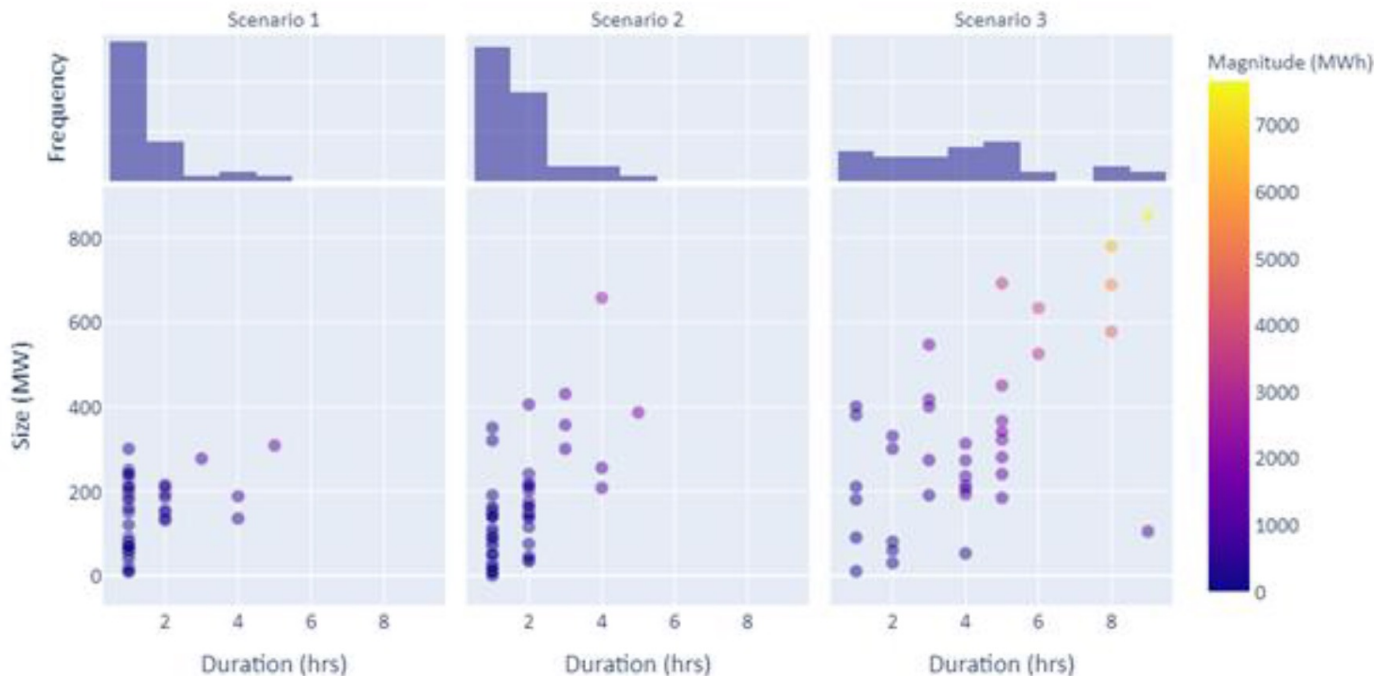 Scenario 1 Scenario 2 Scenario 3
Magnitude (MWh)
Frequency
7000
6000
5000
4000
3000
2000
1000
0
Size (MW)
800
600
400
200
0
2 4 6 8 2 4 6 8 2 4 6 8
Duration (hrs) Duration (hrs) Duration (hrs)